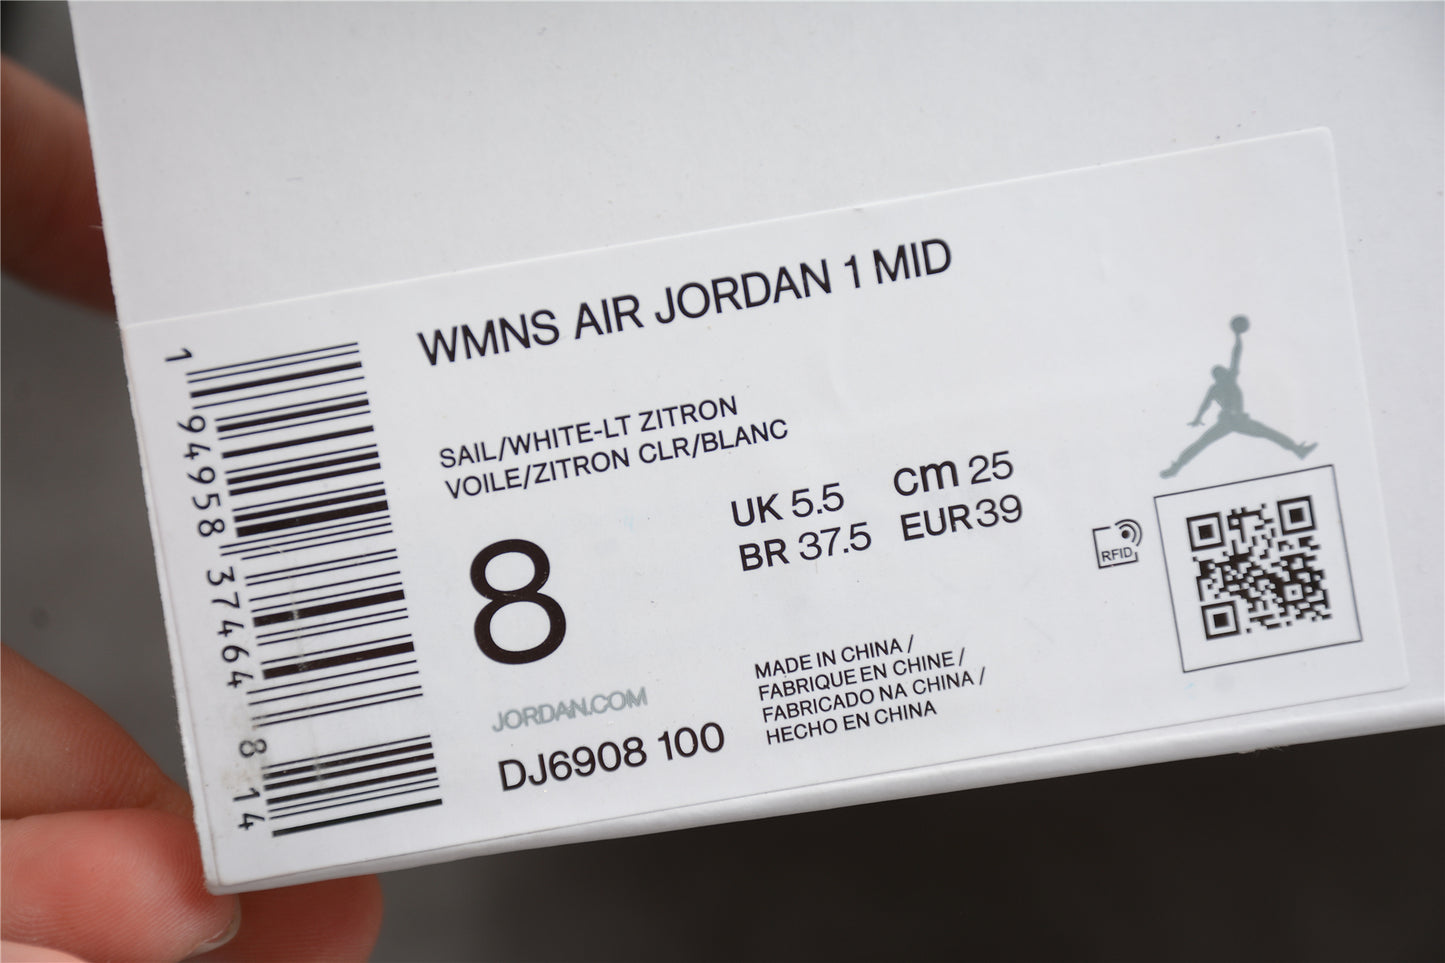 WMNS AIR JORDAN 1 MID
SAIL/WHITE-LT ZITRON
VOILE/ZITRON CLR/BLANC
8
UK 5.5 cm 25
BR 37.5 EUR 39
RFID
JORDAN.COM
DJ6908 100
MADE IN CHINA /
FABRIQUE EN CHINE /
FABRICADO NA CHINA /
HECHO EN CHINA
1 94958 37464 8 14